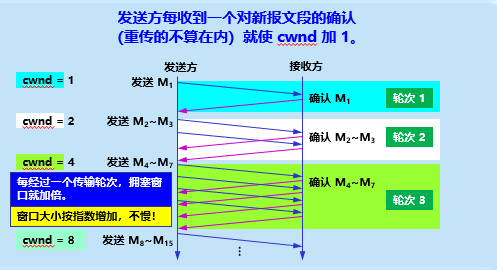 发送方每收到一个对新报文段的确认
(重传的不算在内) 就使 cwnd 加 1。
发送方 接收方
cwnd = 1 发送 M1
确认 M1 轮次 1
cwnd = 2 发送 M2~M3
确认 M2~M3 轮次 2
cwnd = 4 发送 M4~M7
每经过一个传输轮次，拥塞窗
口就加倍。
确认 M4~M7
轮次 3
窗口大小按指数增加，不慢！
cwnd = 8 发送 M8~M15
⋮